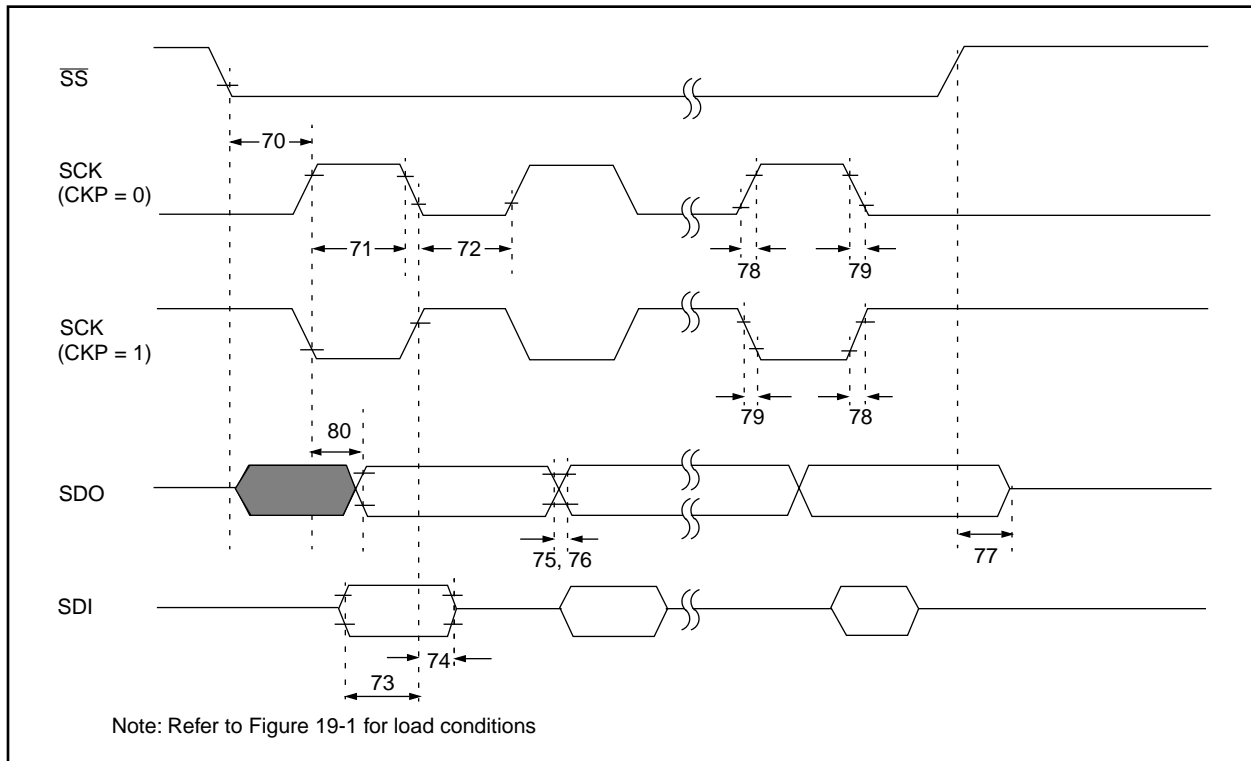 SS
70
SCK
(CKP = 0)
71
72
78
79
SCK
(CKP = 1)
79
78
80
SDO
75, 76
77
SDI
74
73
Note: Refer to Figure 19-1 for load conditions